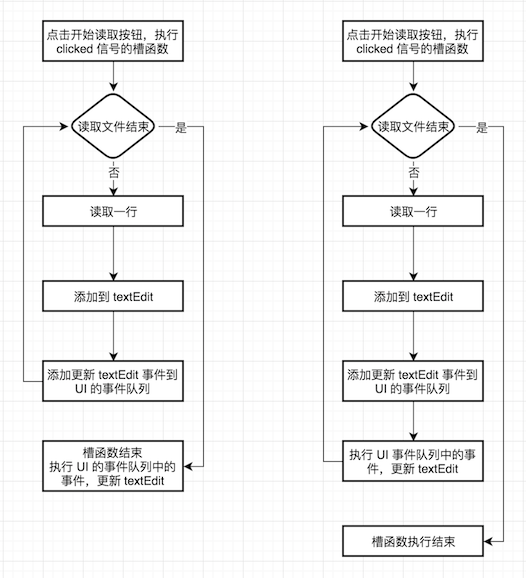 点击开始读取按钮，执行
clicked 信号的槽函数
读取文件结束
是
否
读取一行
添加到 textEdit
添加更新 textEdit 事件到
UI 的事件队列
槽函数结束
执行 UI 的事件队列中的
事件，更新 textEdit
点击开始读取按钮，执行
clicked 信号的槽函数
读取文件结束
是
否
读取一行
添加到 textEdit
添加更新 textEdit 事件到
UI 的事件队列
执行 UI 事件队列中的事
件，更新 textEdit
槽函数执行结束